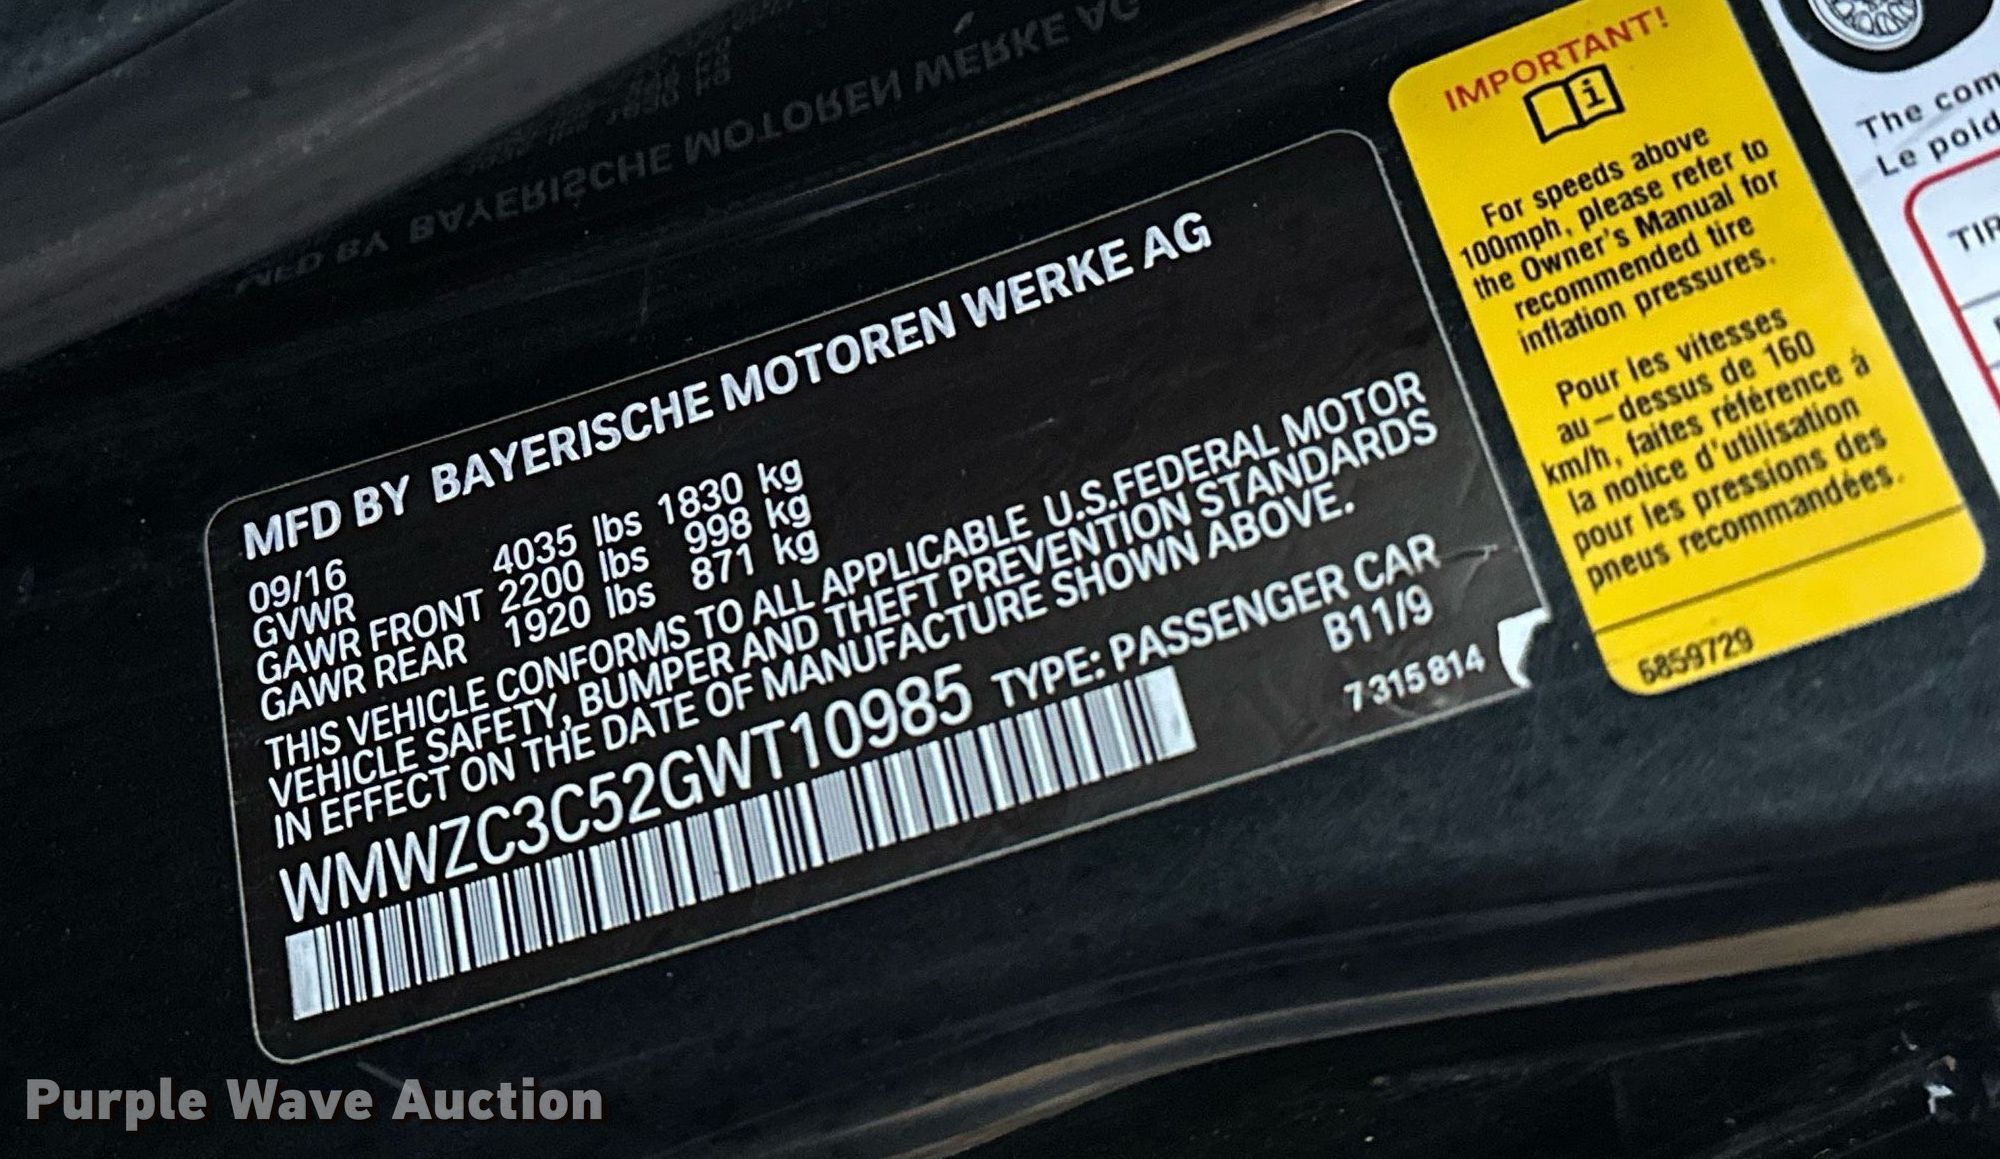 MFD BY BAYERISCHE MOTOREN WERKE AG
09/16
GVWR 4035 lbs 1830 kg
GAWR FRONT 2200 lbs 998 kg
GAWR REAR 1920 lbs 871 kg
THIS VEHICLE CONFORMS TO ALL APPLICABLE U.S.FEDERAL MOTOR
VEHICLE SAFETY, BUMPER AND THEFT PREVENTION STANDARDS
IN EFFECT ON THE DATE OF MANUFACTURE SHOWN ABOVE.
WMWZC3C52GWT10985 TYPE: PASSENGER CAR
B11/9
7 315 814
IMPORTANT!
i
For speeds above
100mph, please refer to
the Owner's Manual for
recommended tire
inflation pressures.
Pour les vitesses
au-dessus de 160
km/h, faites référence à
la notice d'utilisation
pour les pressions des
pneus recommandées.
6859729
The com
Le poid
TIR
Purple Wave Auction